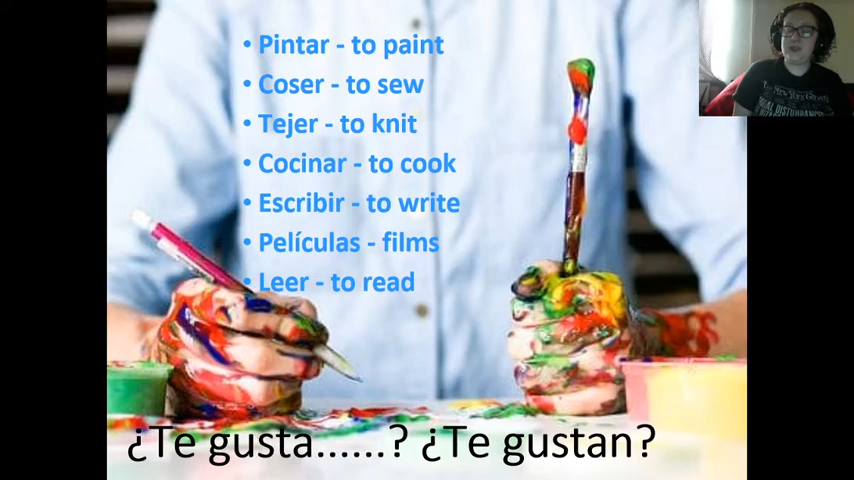 • Pintar - to paint
• Coser - to sew
• Tejer - to knit
• Cocinar - to cook
• Escribir - to write
• Películas - films
• Leer - to read
¿Te gusta......? ¿Te gustan?